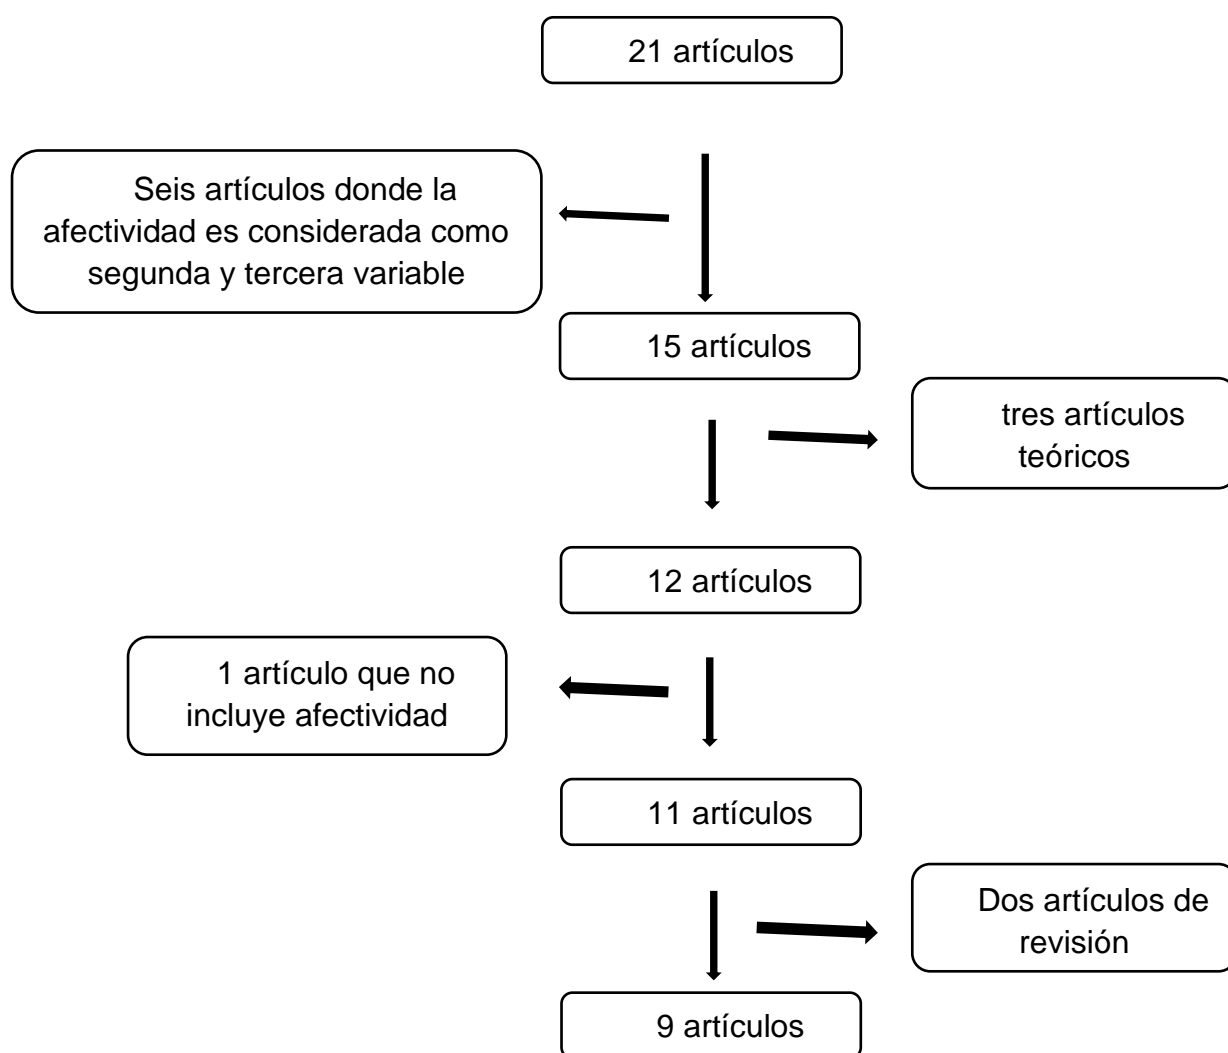 21 artículos
Seis artículos donde la
afectividad es considerada como
segunda y tercera variable
15 artículos
tres artículos
teóricos
12 artículos
1 artículo que no
incluye afectividad
11 artículos
Dos artículos de
revisión
9 artículos